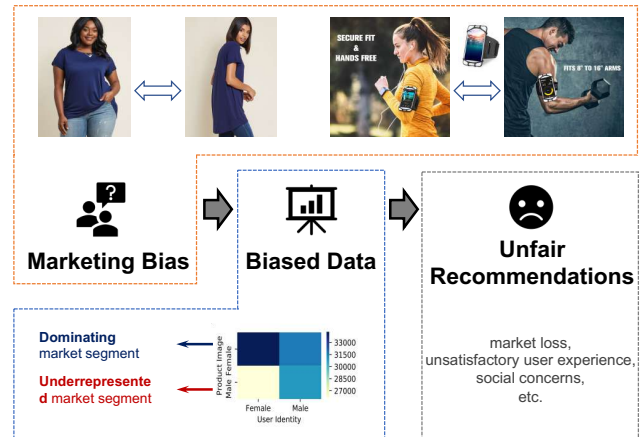 SECURE FIT
&
HANDS FREE
FITS 8" TO 16" ARMS
?
Marketing Bias
Biased Data
Unfair
Recommendations
Dominating
market segment
Underrepresente
d market segment
Product Image
Male Female
33000
31500
30000
28500
27000
Female Male
User Identity
market loss,
unsatisfactory user experience,
social concerns,
etc.